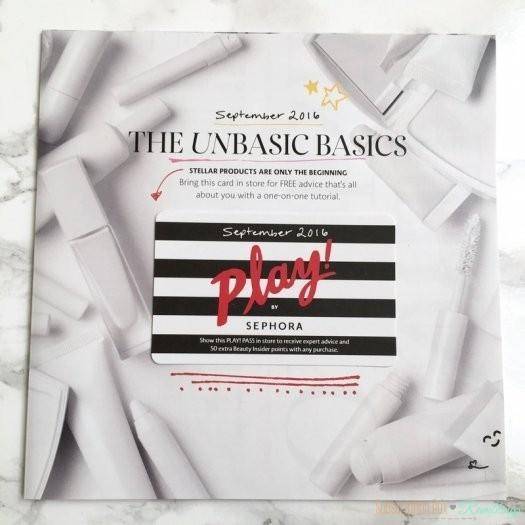 September 2016
THE UNBASIC BASICS
STELLAR PRODUCTS ARE ONLY THE BEGINNING
Bring this card in store for FREE advice that's all
about you with a one-on-one tutorial.
September 2016
Play!
BY
SEPHORA
Show this PLAY! PASS in store to receive expert advice and
50 extra Beauty Insider points with any purchase.